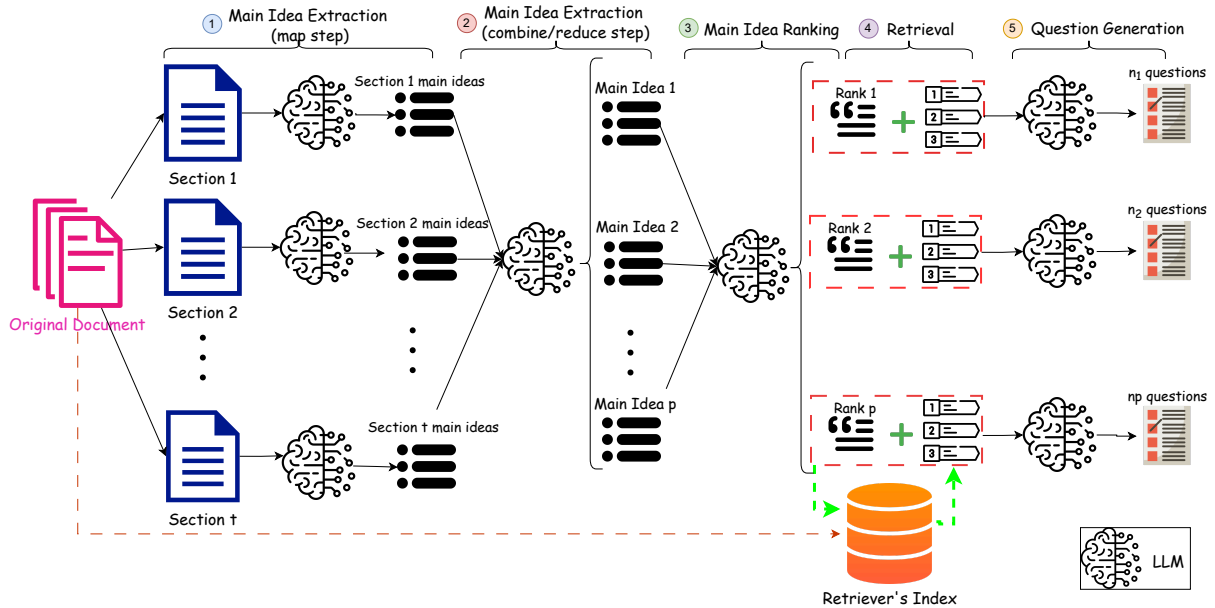 1 Main Idea Extraction
(map step)
2 Main Idea Extraction
(combine/reduce step)
3 Main Idea Ranking
4 Retrieval
5 Question Generation
Section 1 main ideas
Main Idea 1
Rank 1
1
2
3
n1 questions
Section 1
Section 2 main ideas
Main Idea 2
Rank 2
1
2
3
n2 questions
Original Document
Section 2
Section t main ideas
Main Idea p
Rank p
1
2
3
np questions
Section t
Retriever's Index
LLM